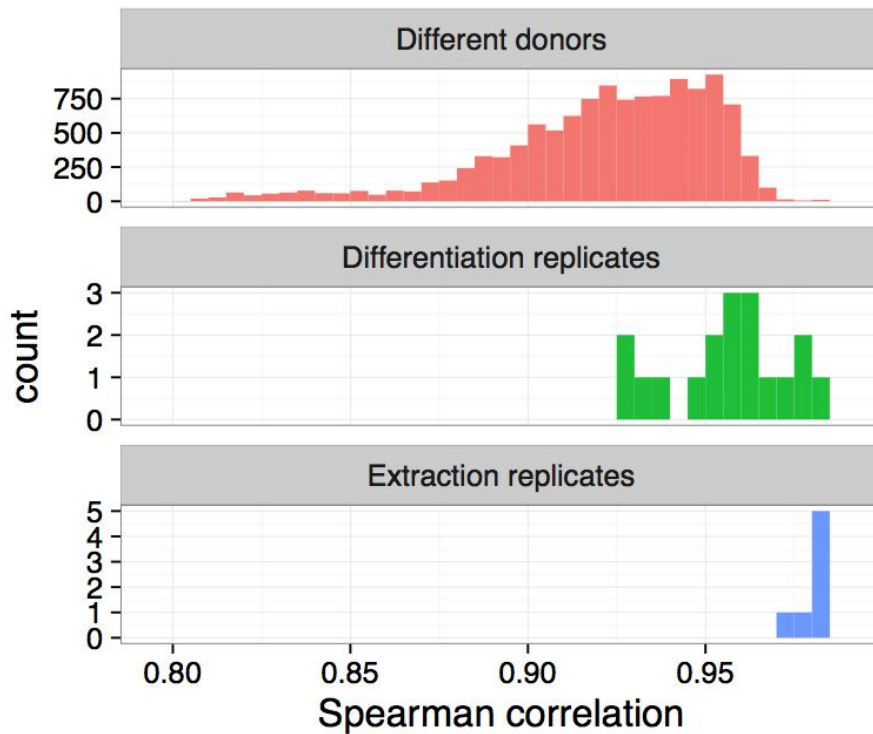 Different donors
750
500
250
0
Differentiation replicates
3
2
1
0
count
Extraction replicates
5
4
3
2
1
0
0.80 0.85 0.90 0.95
Spearman correlation